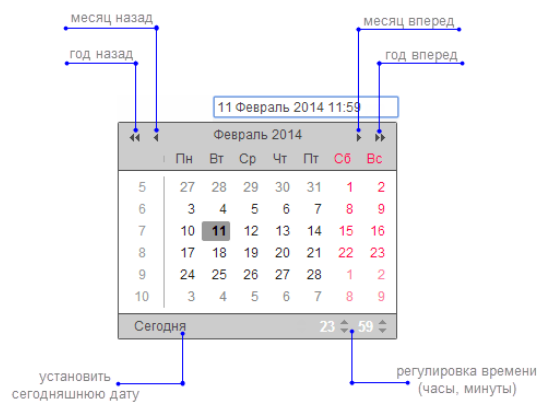 месяц назад
месяц вперед
год назад
год вперед
11 Февраль 2014 11:59
Февраль 2014
Пн Вт Ср Чт Пт Сб Вс
5 27 28 29 30 31 1 2
6 3 4 5 6 7 8 9
7 10 11 12 13 14 15 16
8 17 18 19 20 21 22 23
9 24 25 26 27 28 1 2
10 3 4 5 6 7 8 9
Сегодня 23 59
установить
сегодняшнюю дату
регулировка времени
(часы, минуты)